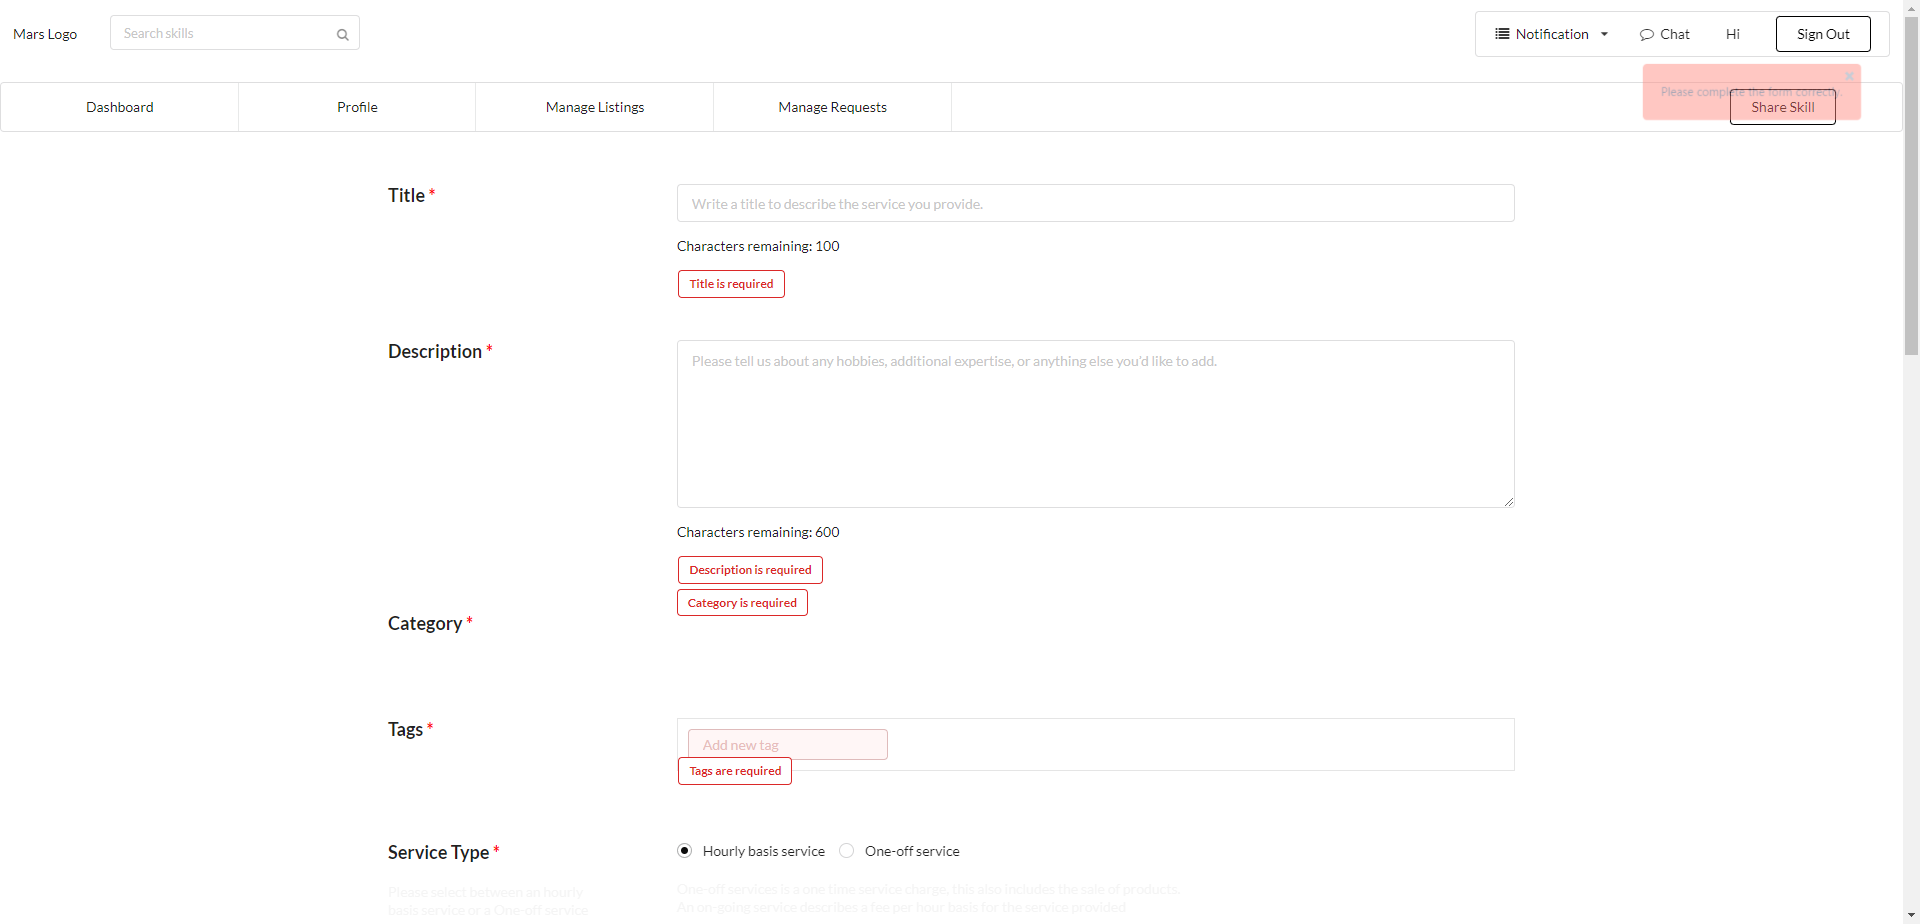 Mars Logo
Search skills
Notification
Chat
Hi
Sign Out
Please complete the form correctly.
Dashboard
Profile
Manage Listings
Manage Requests
Share Skill
Title *
Write a title to describe the service you provide.
Characters remaining: 100
Title is required
Description *
Please tell us about any hobbies, additional expertise, or anything else you'd like to add.
Characters remaining: 600
Description is required
Category is required
Category *
Tags *
Add new tag
Tags are required
Service Type *
Hourly basis service
One-off service
Please select between an hourly
basis service or a One-off service
One-off services is a one time service charge, this also includes the sale of products.
An on-going service describes a fee per hour basis for the service provided